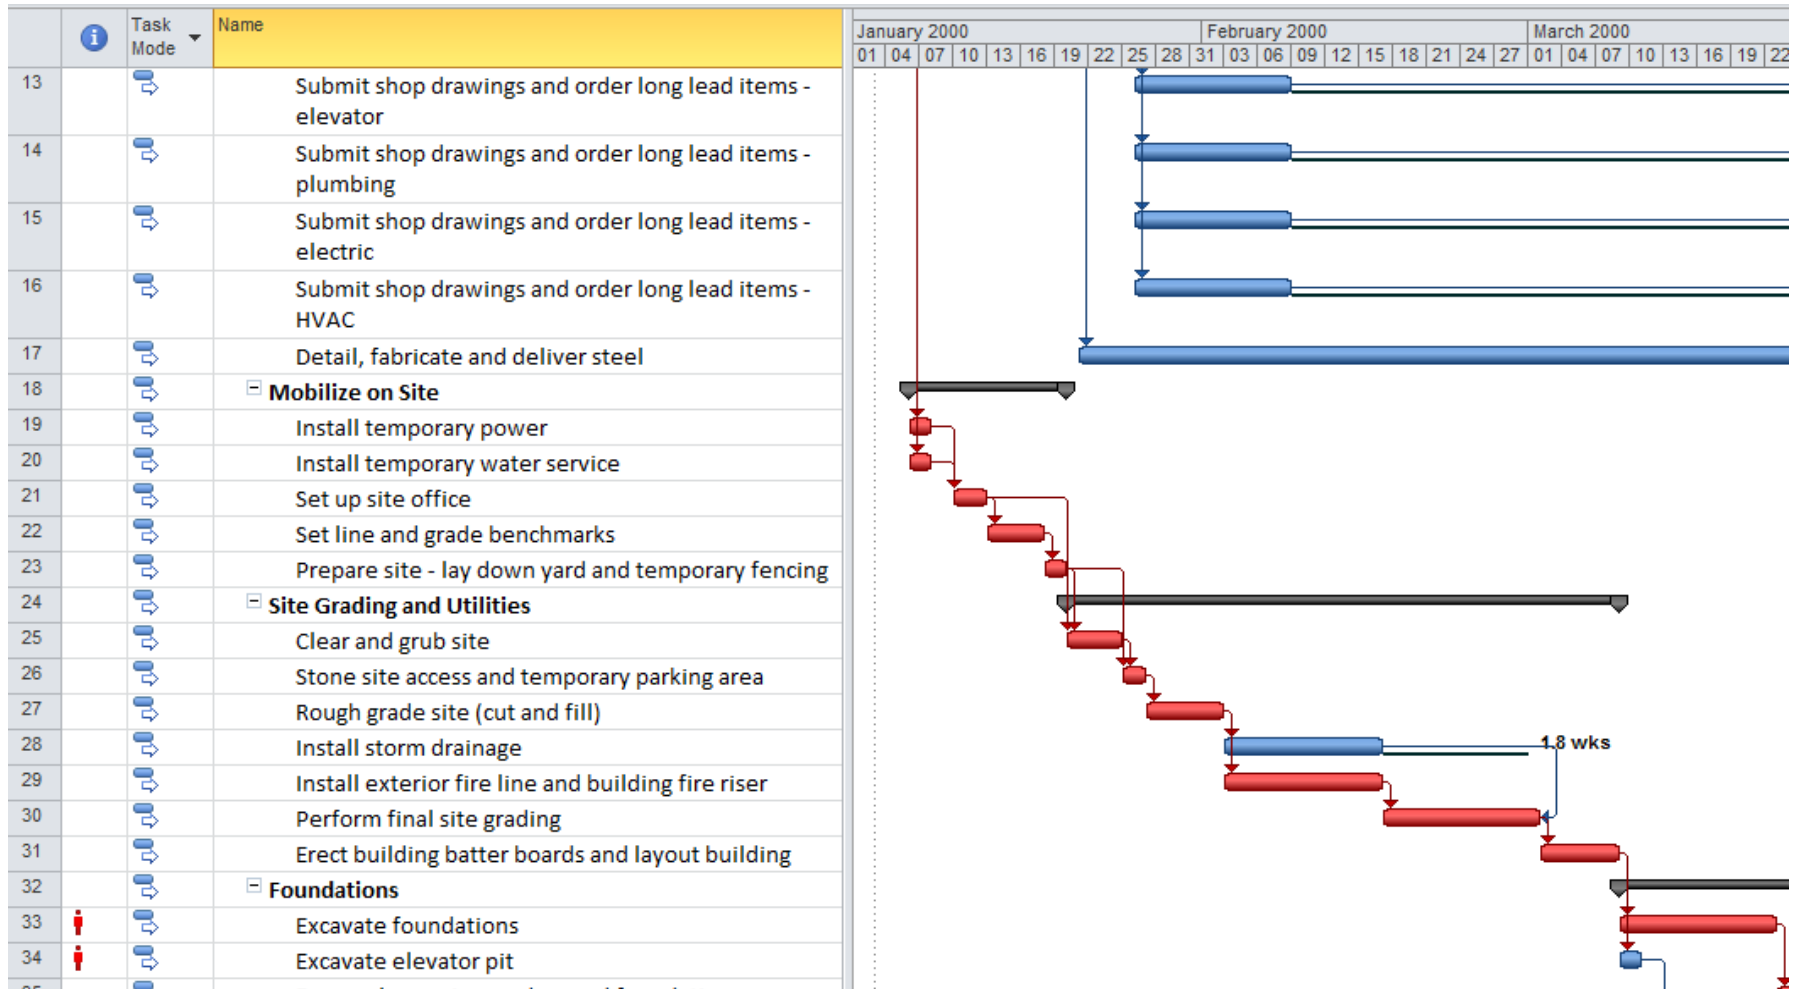 Task Mode
Name
January 2000
February 2000
March 2000
01 04 07 10 13 16 19 22 25 28 31 03 06 09 12 15 18 21 24 27 01 04 07 10 13 16 19 22
13 Submit shop drawings and order long lead items -
elevator
14 Submit shop drawings and order long lead items -
plumbing
15 Submit shop drawings and order long lead items -
electric
16 Submit shop drawings and order long lead items -
HVAC
17 Detail, fabricate and deliver steel
18 Mobilize on Site
19 Install temporary power
20 Install temporary water service
21 Set up site office
22 Set line and grade benchmarks
23 Prepare site - lay down yard and temporary fencing
24 Site Grading and Utilities
25 Clear and grub site
26 Stone site access and temporary parking area
27 Rough grade site (cut and fill)
28 Install storm drainage 1.8 wks
29 Install exterior fire line and building fire riser
30 Perform final site grading
31 Erect building batter boards and layout building
32 Foundations
33 Excavate foundations
34 Excavate elevator pit